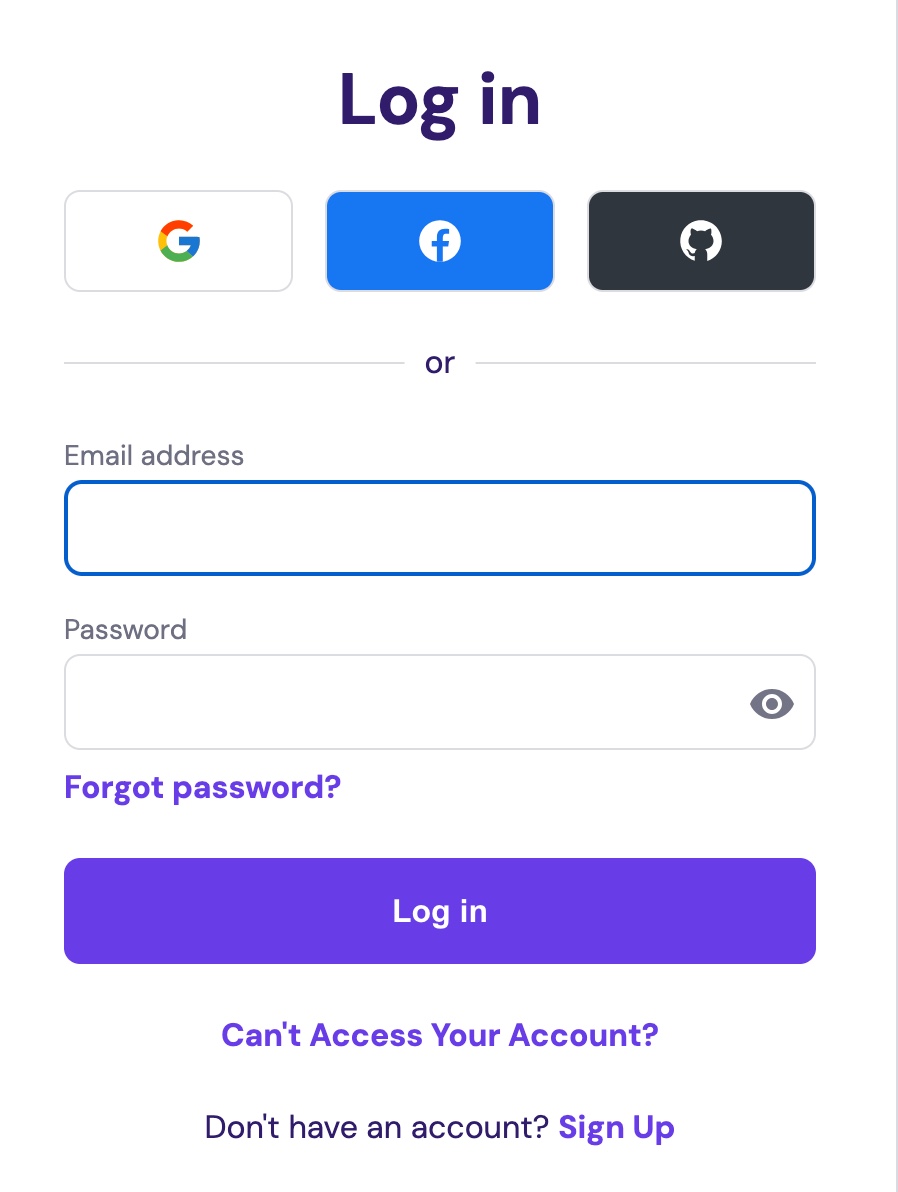 Log in
or
Email address
Password
Forgot password?
Log in
Can't Access Your Account?
Don't have an account? Sign Up